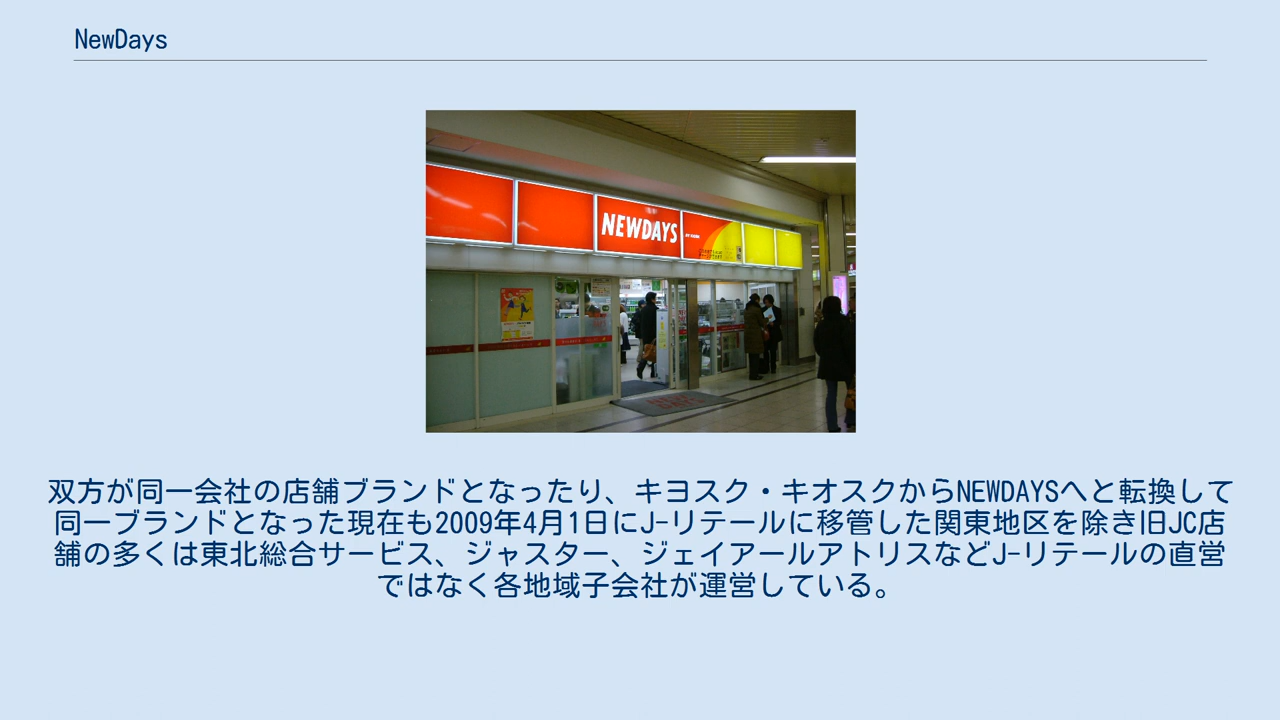 NewDays
NEWDAYS
双方が同一会社の店舗ブランドとなったり、キヨスク・キオスクからNEWDAYSへと転換して
同一ブランドとなった現在も2009年4月1日にJ-リテールに移管した関東地区を除き旧JC店
舗の多くは東北総合サービス、ジャスター、ジェイアールアトリスなどJ-リテールの直営
ではなく各地域子会社が運営している。